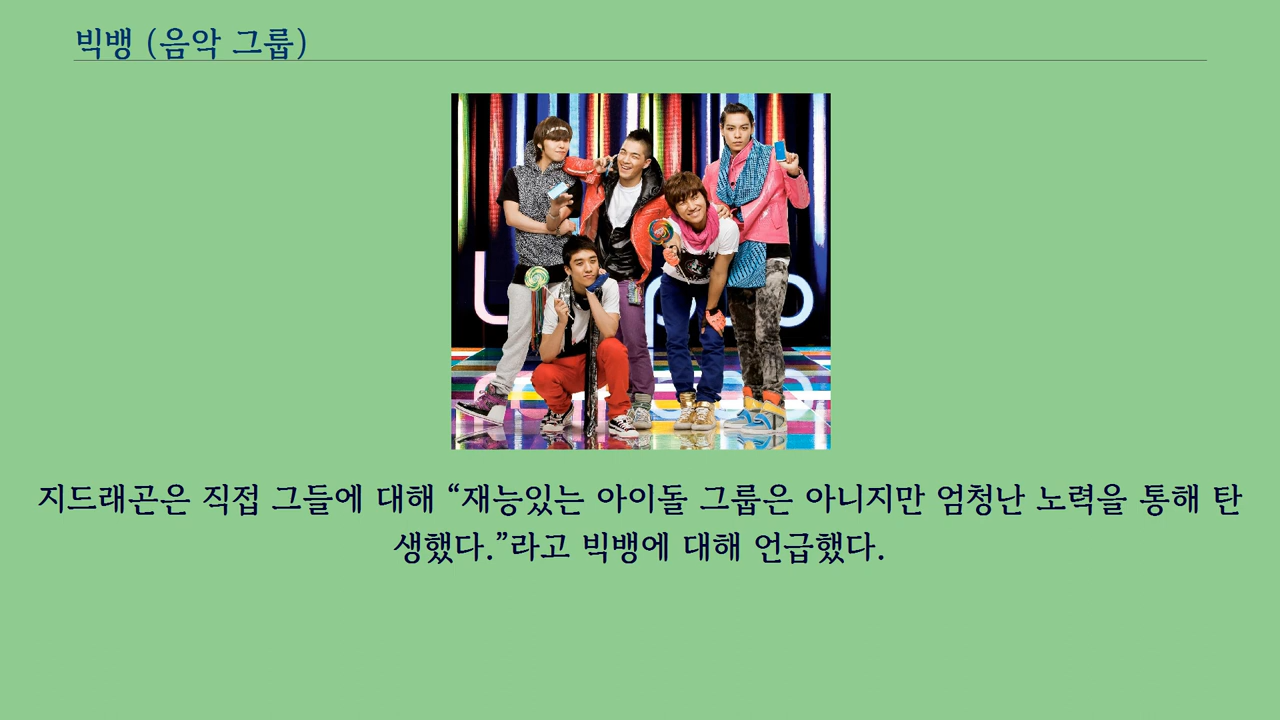 빅뱅 (음악 그룹)
지드래곤은 직접 그들에 대해 “재능있는 아이돌 그룹은 아니지만 엄청난 노력을 통해 탄
생했다.”라고 빅뱅에 대해 언급했다.